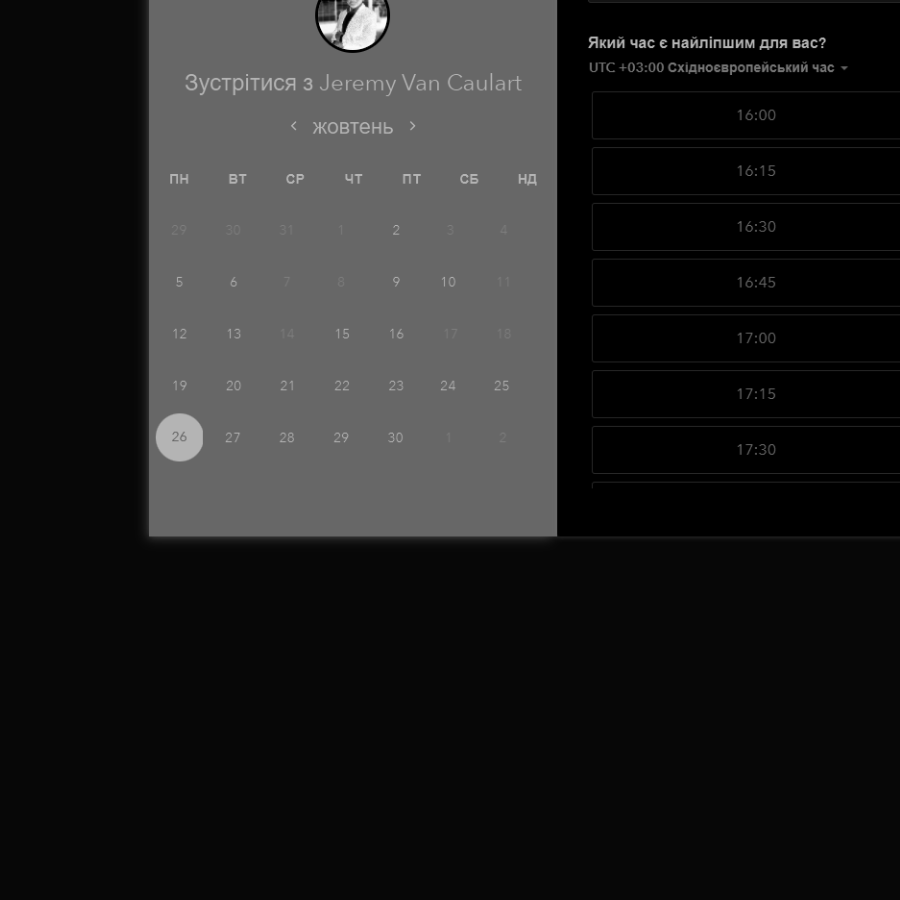 Зустрітися з Jeremy Van Caulart
жовтень
ПН ВТ СР ЧТ ПТ СБ НД
29 30 31 1 2 3 4
5 6 7 8 9 10 11
12 13 14 15 16 17 18
19 20 21 22 23 24 25
26 27 28 29 30 1 2
Який час є найліпшим для вас?
UTC +03:00 Східноєвропейський час
16:00
16:15
16:30
16:45
17:00
17:15
17:30